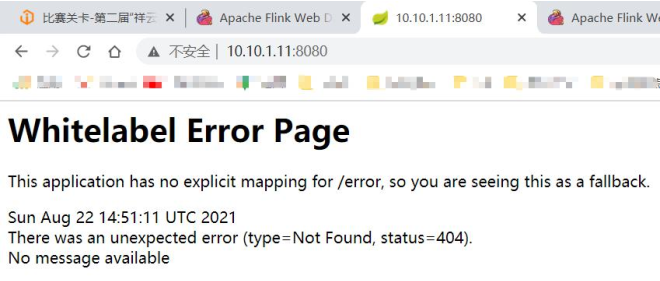 比赛关卡-第二届"祥云
Apache Flink Web D
10.10.1.11:8080
Apache Flink We
不安全 | 10.10.1.11:8080
Whitelabel Error Page
This application has no explicit mapping for /error, so you are seeing this as a fallback.
Sun Aug 22 14:51:11 UTC 2021
There was an unexpected error (type=Not Found, status=404).
No message available